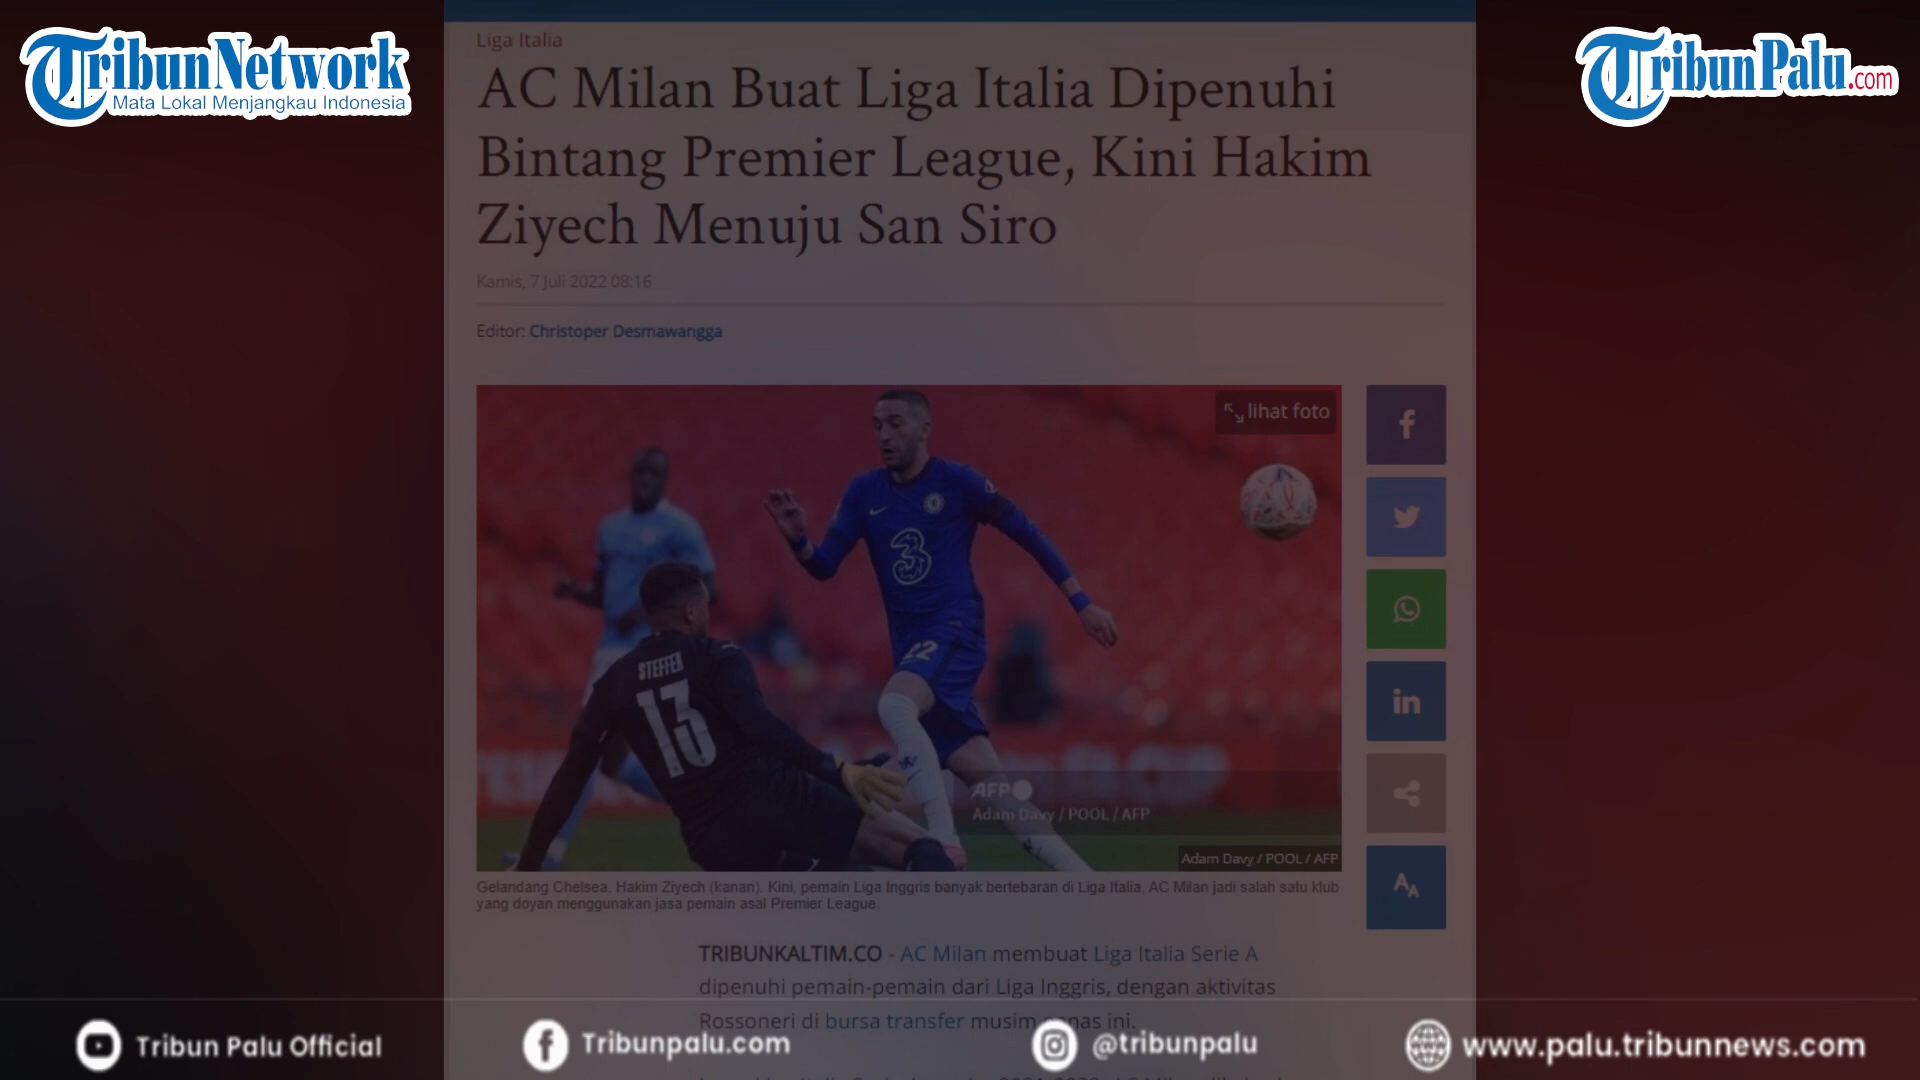 TribunNetwork
Mata Lokal Menjangkau Indonesia
TribunPalu.com
Liga Italia
AC Milan Buat Liga Italia Dipenuhi
Bintang Premier League, Kini Hakim
Ziyech Menuju San Siro
Kamis, 7 Juli 2022 08:16
Editor: Christoper Desmawangga
lihat foto
3
22
STEFFEN
13
AFP
Adam Davy / POOL / AFP
Adam Davy / POOL / AFP
Gelandang Chelsea, Hakim Ziyech (kanan). Kini, pemain Liga Inggris banyak bertebaran di Liga Italia, AC Milan jadi salah satu klub
yang doyan menggunakan jasa pemain asal Premier League.
TRIBUNKALTIM.CO - AC Milan membuat Liga Italia Serie A
dipenuhi pemain-pemain dari Liga Inggris, dengan aktivitas
Rossoneri di bursa transfer musim panas ini.
Tribun Palu Official
Tribunpalu.com
@tribunpalu
www.palu.tribunnews.com